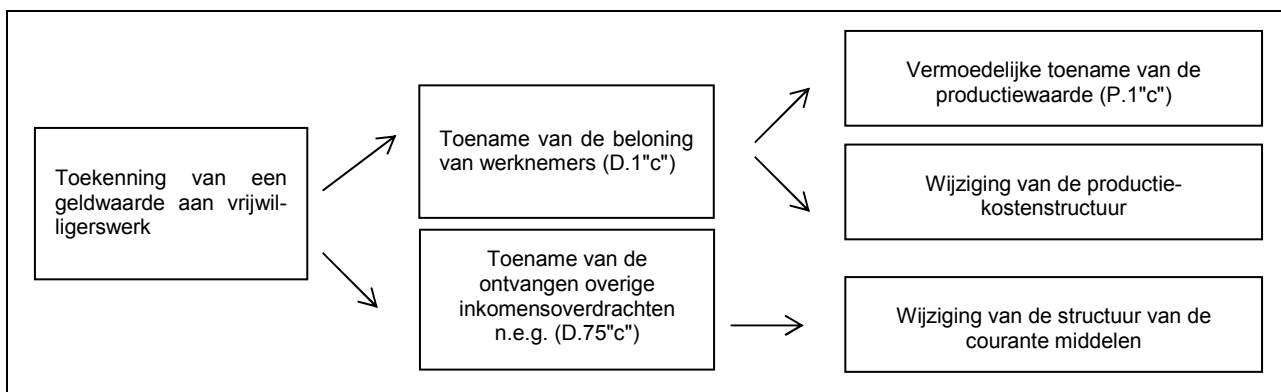 Toekenning van een
geldwaarde aan vrijwil-
ligerswerk
Toename van de beloning
van werknemers (D.1"c")
Toename van de
ontvangen overige
inkomensoverdrachten
n.e.g. (D.75"c")
Vermoedelijke toename van de
productiewaarde (P.1"c")
Wijziging van de productie-
kostenstructuur
Wijziging van de structuur van de
courante middelen